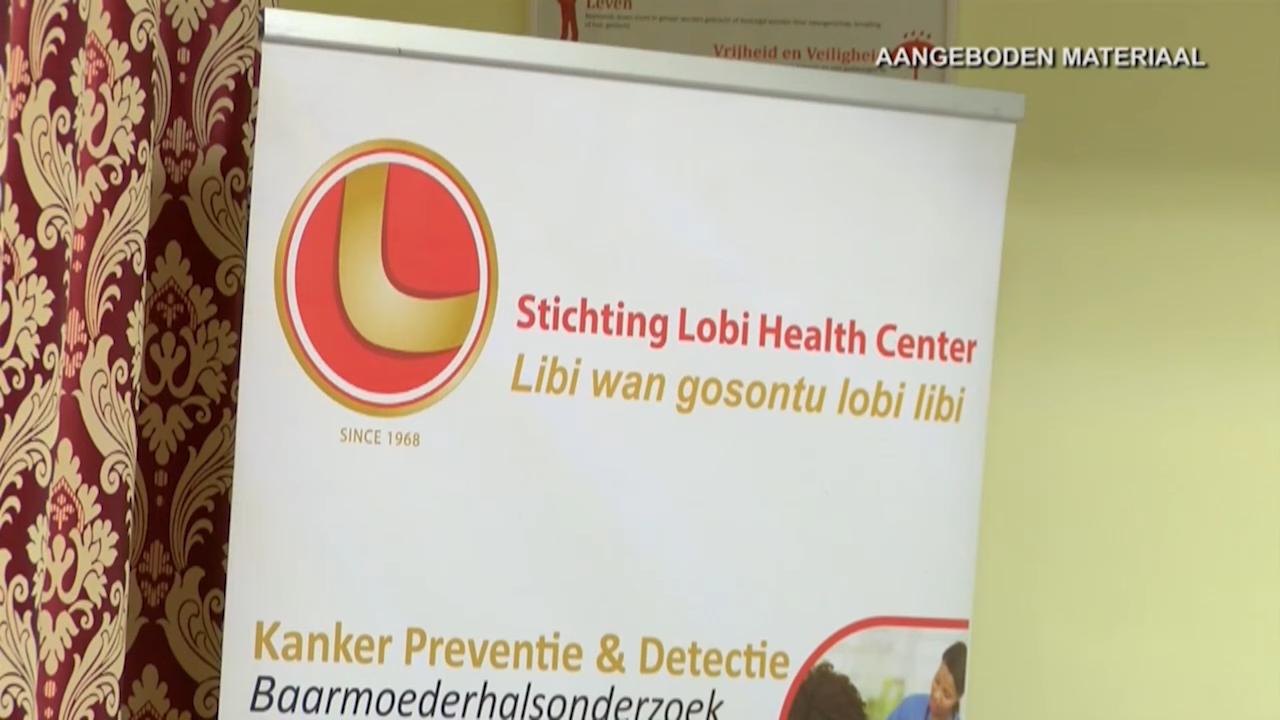 Leven
Vrijheid en Veilighei
AANGEBODEN MATERIAAL
Stichting Lobi Health Center
Libi wan gosontu lobi libi
SINCE 1968
Kanker Preventie & Detectie
Baarmoederhalsonderzoek